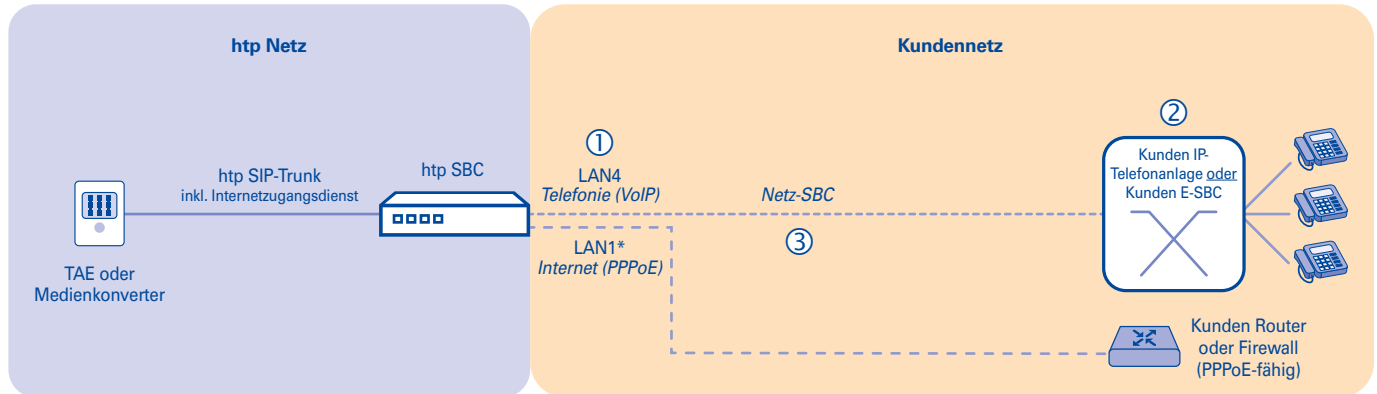 htp Netz
Kundennetz
①
②
htp SIP-Trunk
inkl. Internetzugangsdienst
htp SBC
LAN4
Telefonie (VoIP)
Netz-SBC
③
Kunden IP-
Telefonanlage oder
Kunden E-SBC
LAN1*
Internet (PPPoE)
TAE oder
Medienkonverter
Kunden Router
oder Firewall
(PPPoE-fähig)